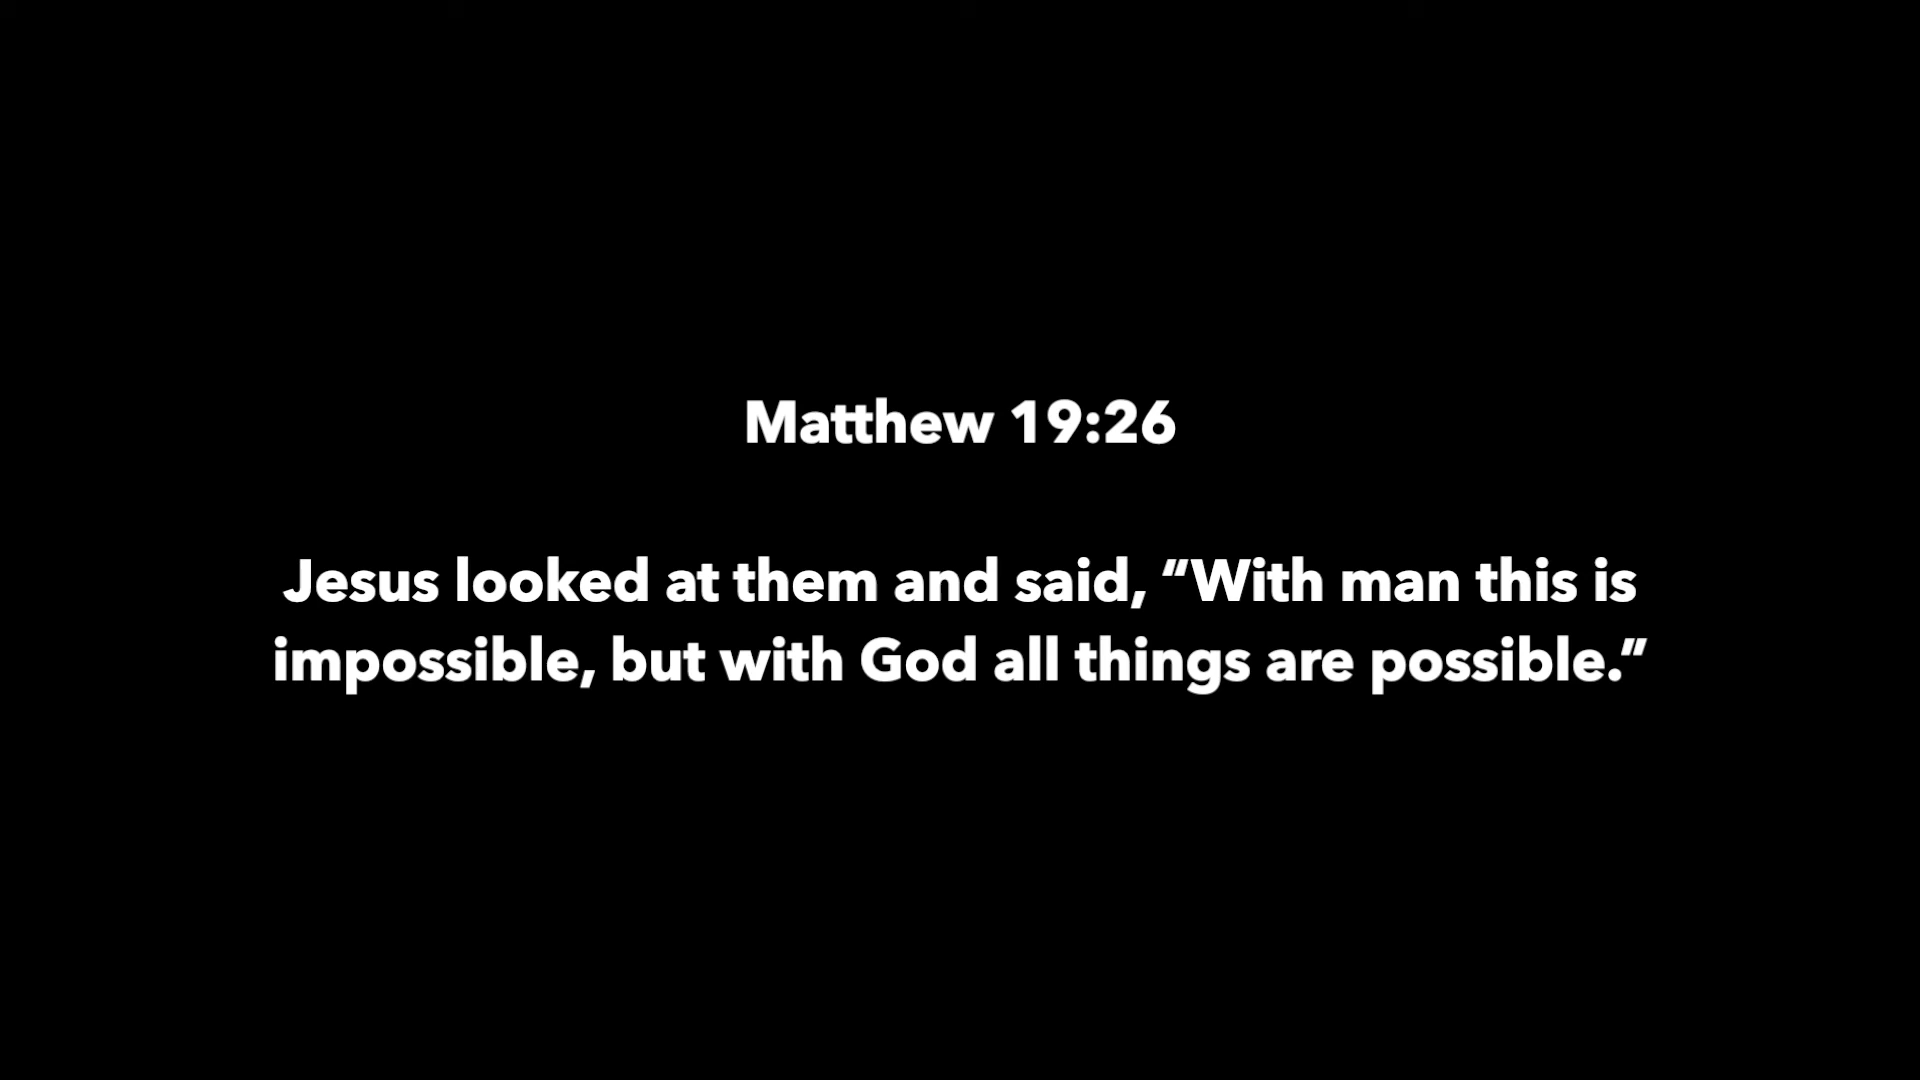 Matthew 19:26
Jesus looked at them and said, “With man this is
impossible, but with God all things are possible.”